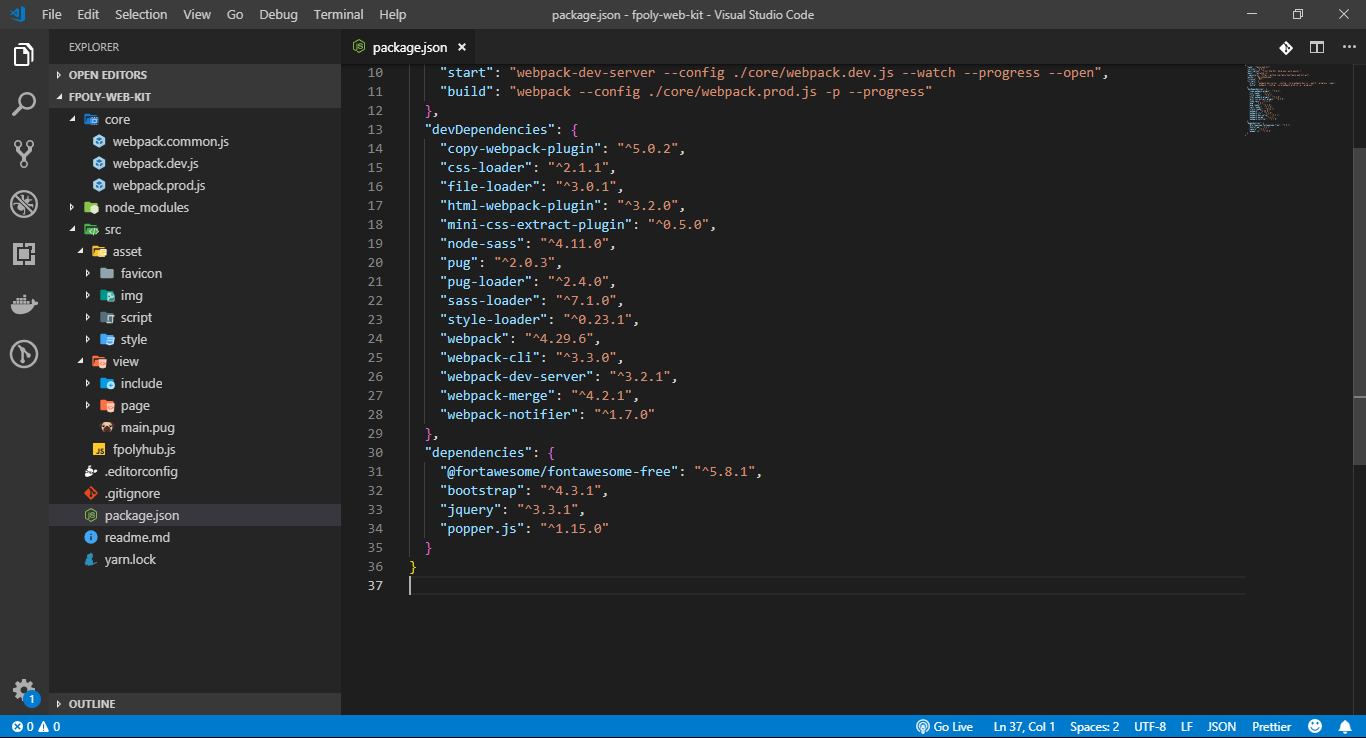 File Edit Selection View Go Debug Terminal Help
package.json - fpoly-web-kit - Visual Studio Code
EXPLORER
OPEN EDITORS
FPOLY-WEB-KIT
core
webpack.common.js
webpack.dev.js
webpack.prod.js
node_modules
src
asset
favicon
img
script
style
view
include
page
main.pug
JS fpolyhub.js
.editorconfig
.gitignore
package.json
readme.md
yarn.lock
OUTLINE
1
package.json
10 "start": "webpack-dev-server --config ./core/webpack.dev.js --watch --progress --open",
11 "build": "webpack --config ./core/webpack.prod.js -p --progress"
12 },
13 "devDependencies": {
14 "copy-webpack-plugin": "^5.0.2",
15 "css-loader": "^2.1.1",
16 "file-loader": "^3.0.1",
17 "html-webpack-plugin": "^3.2.0",
18 "mini-css-extract-plugin": "^0.5.0",
19 "node-sass": "^4.11.0",
20 "pug": "^2.0.3",
21 "pug-loader": "^2.4.0",
22 "sass-loader": "^7.1.0",
23 "style-loader": "^0.23.1",
24 "webpack": "^4.29.6",
25 "webpack-cli": "^3.3.0",
26 "webpack-dev-server": "^3.2.1",
27 "webpack-merge": "^4.2.1",
28 "webpack-notifier": "^1.7.0"
29 },
30 "dependencies": {
31 "@fortawesome/fontawesome-free": "^5.8.1",
32 "bootstrap": "^4.3.1",
33 "jquery": "^3.3.1",
34 "popper.js": "^1.15.0"
35 }
36 }
37
0 0 Go Live Ln 37, Col 1 Spaces: 2 UTF-8 LF JSON Prettier